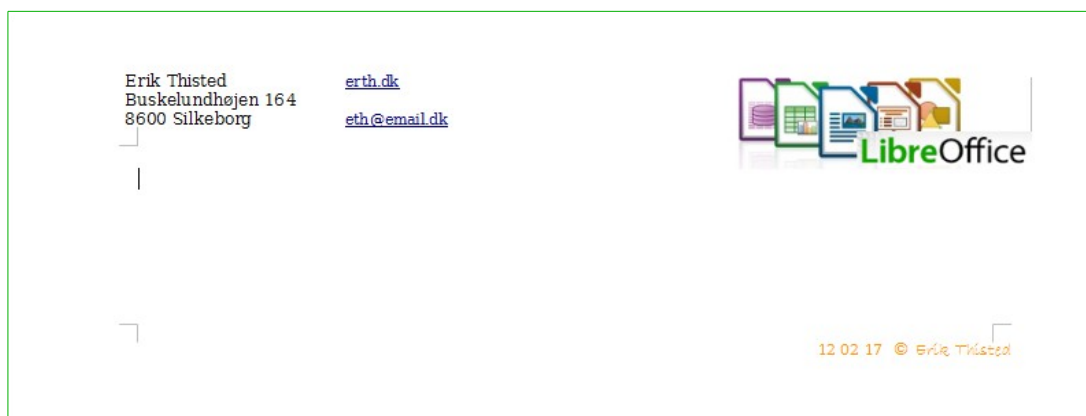 Erik Thisted
Buskelundhøjen 164
8600 Silkeborg
erth.dk
eth@email.dk
LibreOffice
12 02 17 © Erik Thisted